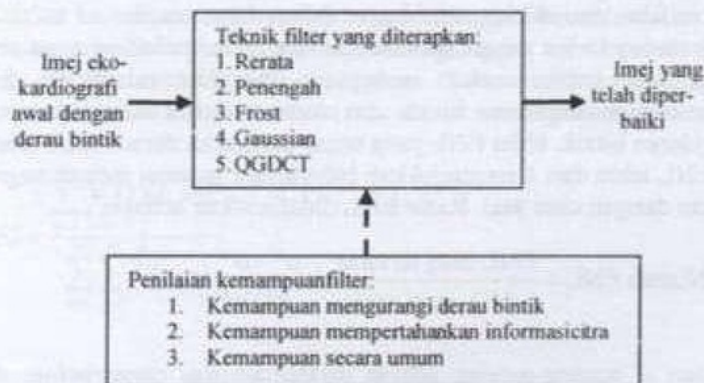 Imej eko-
kardiografi
awal dengan
derau bintik
Teknik filter yang diterapkan:
1. Rerata
2. Penengah
3. Frost
4. Gaussian
5. QGDCT
Imej yang
telah diper-
baiki
Penilaian kemampuanfilter:
1. Kemampuan mengurangi derau bintik
2. Kemampuan mempertahankan informasicitra
3. Kemampuan secara umum